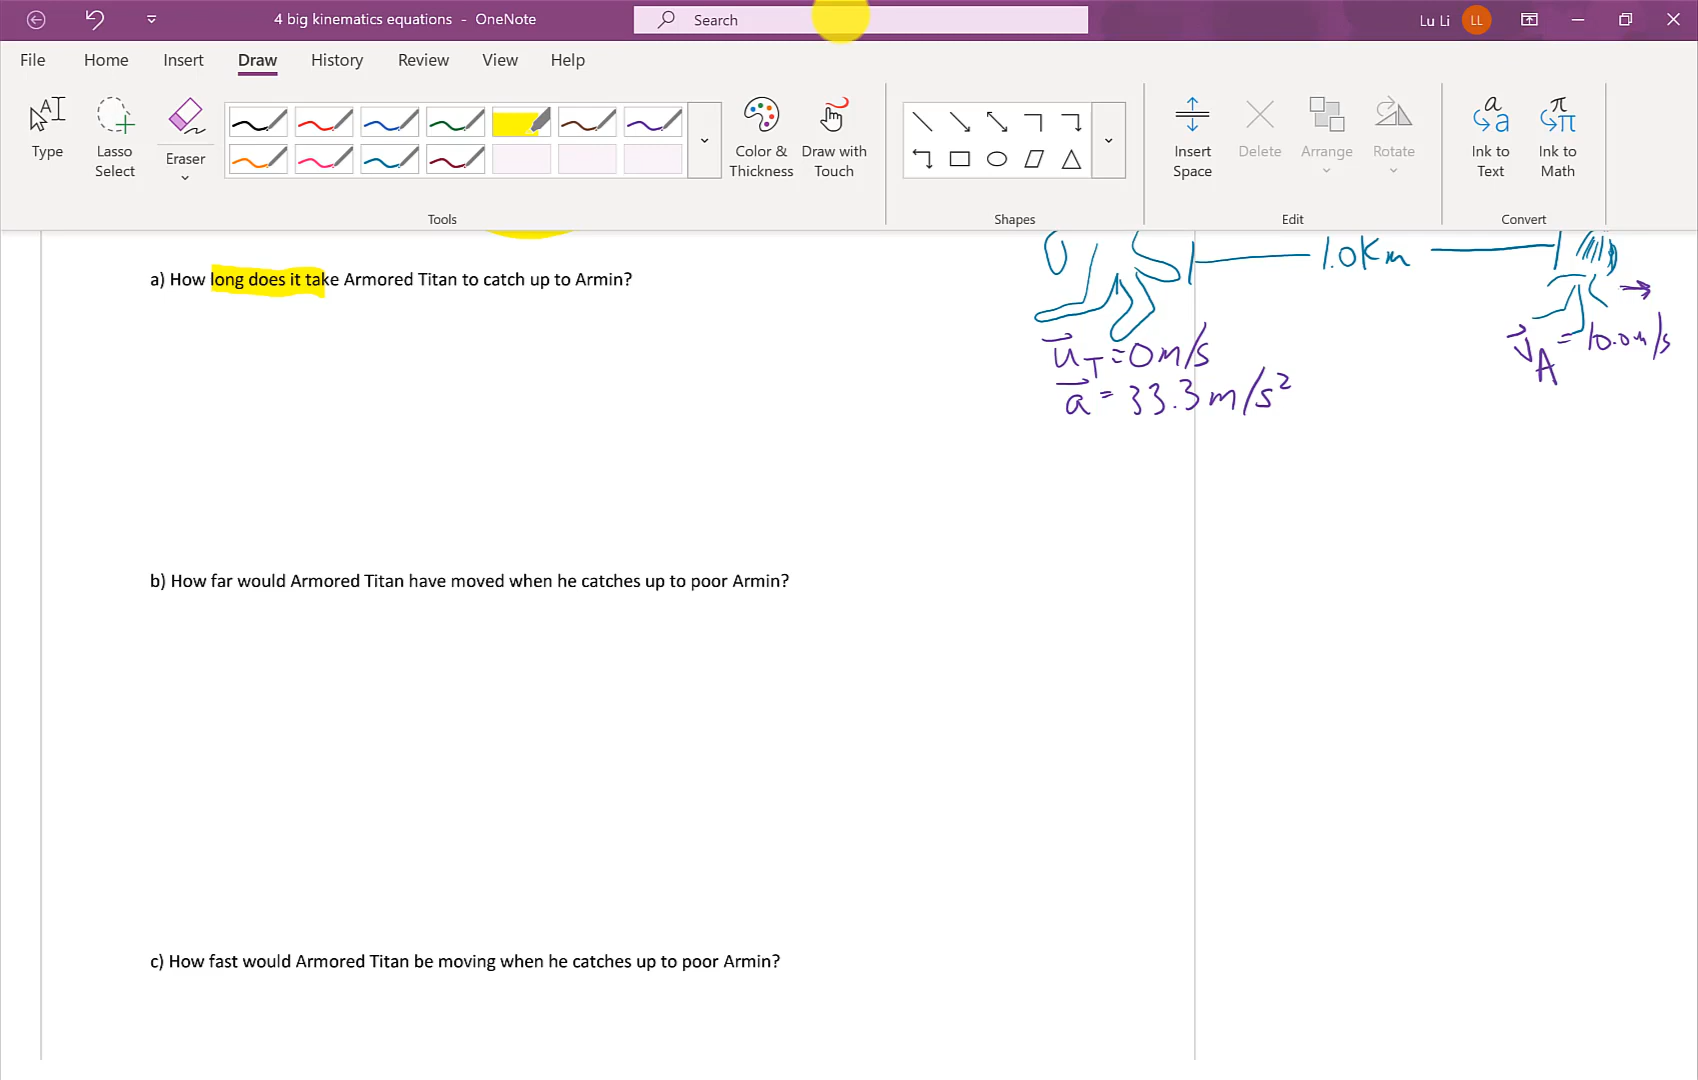 4 big kinematics equations - OneNote
Search
Lu Li
LL
File Home Insert Draw History Review View Help
Type
Lasso Select
Eraser
Color & Thickness
Draw with Touch
Insert Space
Delete
Arrange
Rotate
Ink to Text
Ink to Math
Tools
Shapes
Edit
Convert
1.0Km
a) How long does it take Armored Titan to catch up to Armin?
u⃗_T = 0 m/s
v⃗_A = 10.0 m/s
a⃗ = 33.3 m/s²
b) How far would Armored Titan have moved when he catches up to poor Armin?
c) How fast would Armored Titan be moving when he catches up to poor Armin?